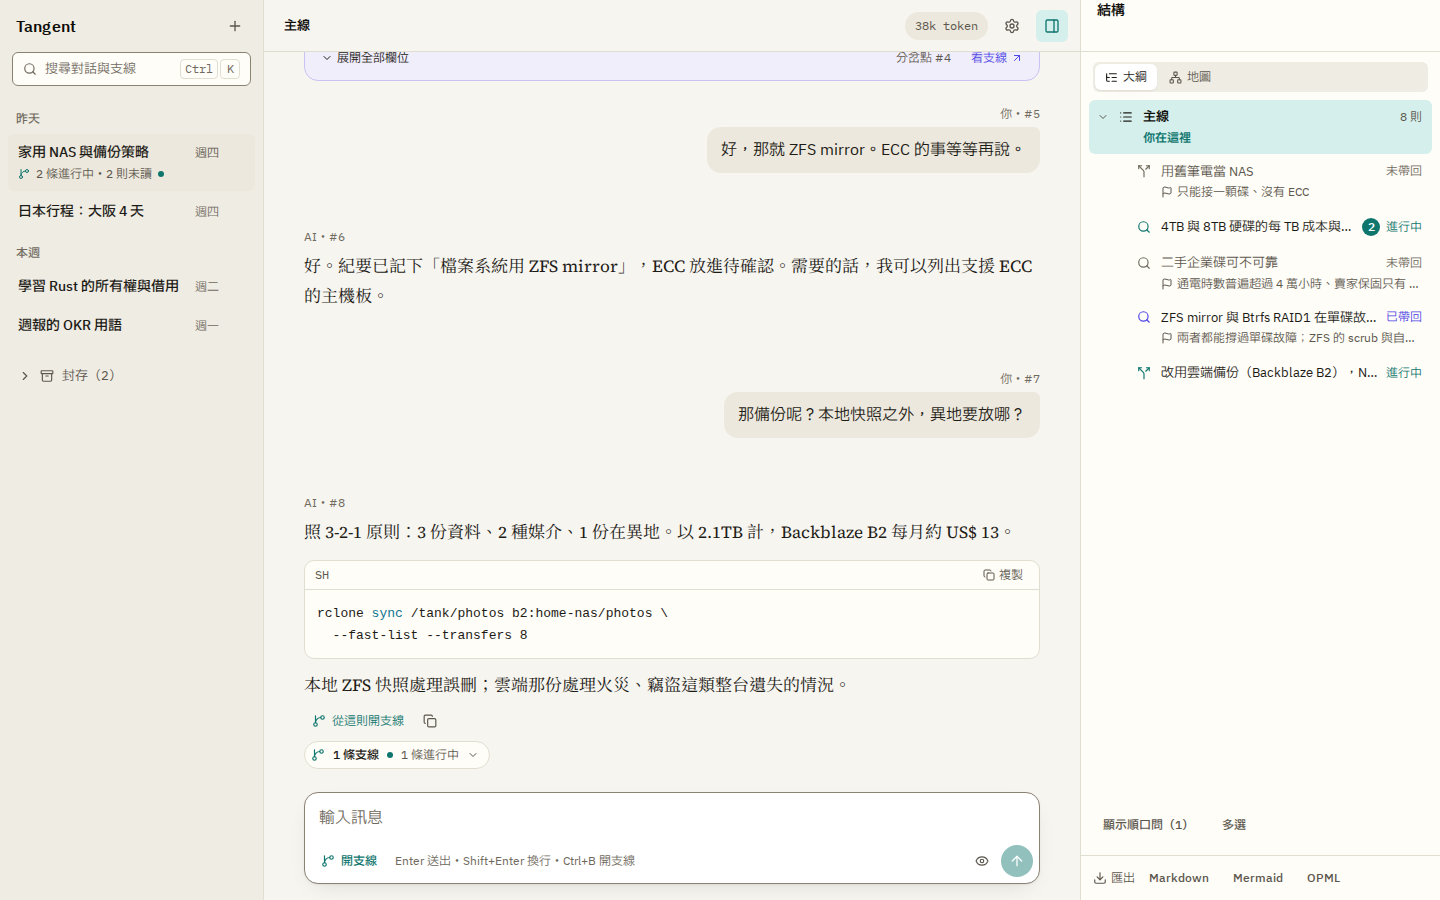 Tangent
搜尋對話與支線
Ctrl K
昨天
家用 NAS 與備份策略
週四
2 條進行中・2 則未讀
日本行程：大阪 4 天
週四
本週
學習 Rust 的所有權與借用
週二
週報的 OKR 用語
週一
封存（2）
主線
38k token
展開全部欄位
分岔點 #4
看支線
你・#5
好，那就 ZFS mirror。ECC 的事等等再說。
AI・#6
好。紀要已記下「檔案系統用 ZFS mirror」，ECC 放進待確認。需要的話，我可以列出支援 ECC
的主機板。
你・#7
那備份呢？本地快照之外，異地要放哪？
AI・#8
照 3-2-1 原則：3 份資料、2 種媒介、1 份在異地。以 2.1TB 計，Backblaze B2 每月約 US$ 13。
SH
複製
rclone sync /tank/photos b2:home-nas/photos \
--fast-list --transfers 8
本地 ZFS 快照處理誤刪；雲端那份處理火災、竊盜這類整台遺失的情況。
從這則開支線
1 條支線
1 條進行中
輸入訊息
開支線
Enter 送出・Shift+Enter 換行・Ctrl+B 開支線
結構
大綱
地圖
主線
8 則
你在這裡
用舊筆電當 NAS
未帶回
只能接一顆碟、沒有 ECC
4TB 與 8TB 硬碟的每 TB 成本與...
2
進行中
二手企業碟可不可靠
未帶回
通電時數普遍超過 4 萬小時、賣家保固只有 ...
ZFS mirror 與 Btrfs RAID1 在單碟故...
已帶回
兩者都能撐過單碟故障；ZFS 的 scrub 與自...
改用雲端備份（Backblaze B2），N...
進行中
顯示順口問（1）
多選
匯出
Markdown
Mermaid
OPML